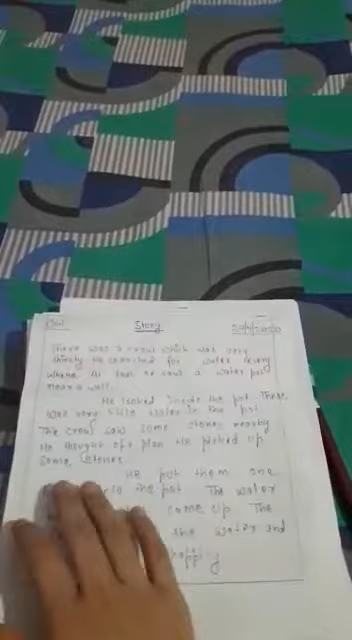 Story
There was a crow which was very
thirsty He searched for water every
where. At last he saw a water pot
near a well.
He looked inside the pot. There
was very little water in the pot
The crow saw some stones nearby
He thought of a plan He picked up
some stones
He put them one
the pot The water
come up. The
the water and
happily